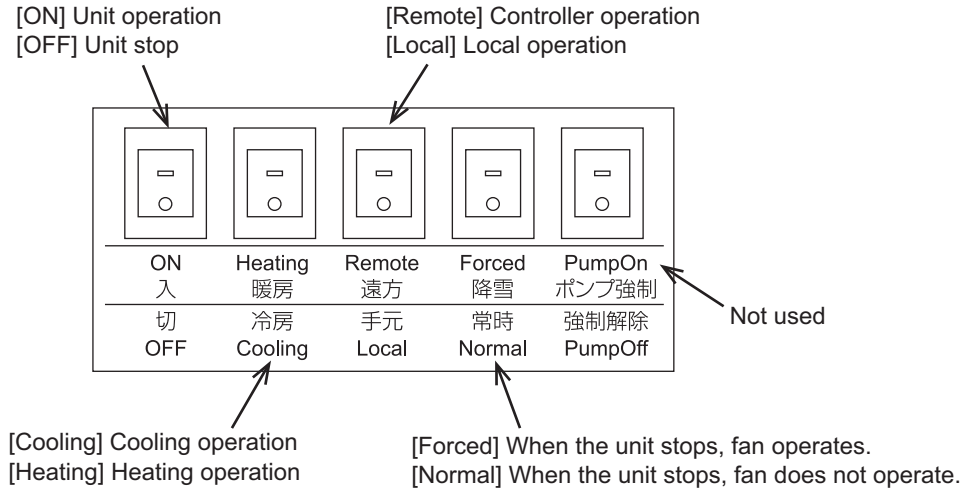 [ON] Unit operation
[OFF] Unit stop
[Remote] Controller operation
[Local] Local operation
ON Heating Remote Forced PumpOn
入 暖房 遠方 降雪 ポンプ強制
切 冷房 手元 常時 強制解除
OFF Cooling Local Normal PumpOff
Not used
[Cooling] Cooling operation
[Heating] Heating operation
[Forced] When the unit stops, fan operates.
[Normal] When the unit stops, fan does not operate.